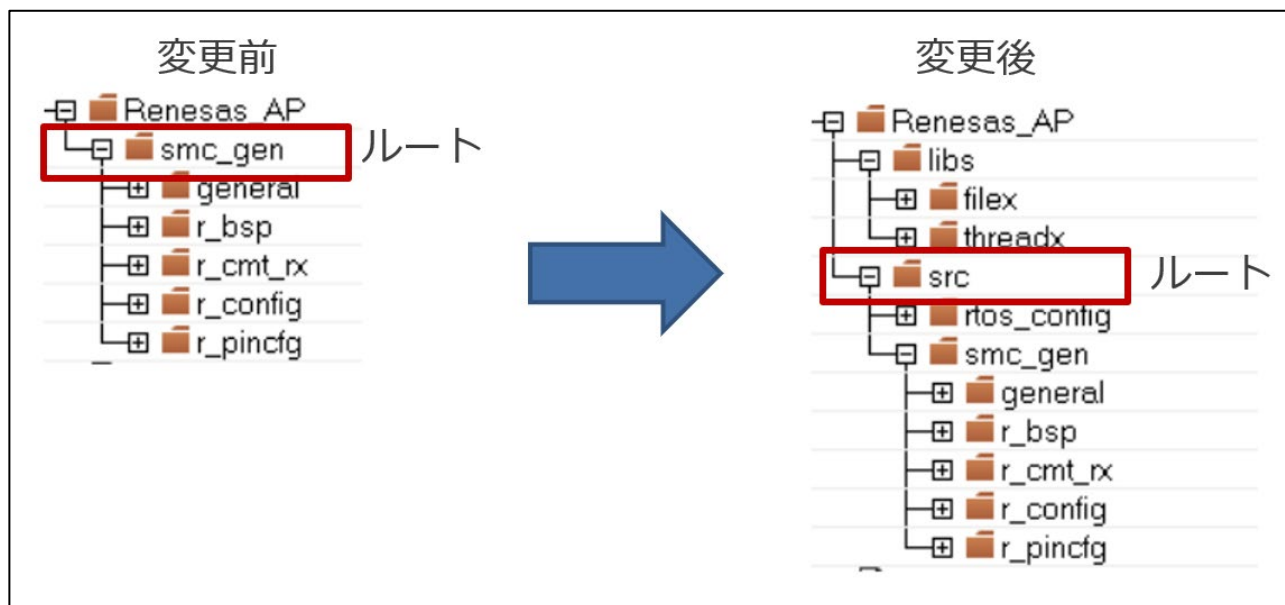 変更前
Renesas_AP
smc_gen
ルート
general
r_bsp
r_cmt_rx
r_config
r_pincfg
変更後
Renesas_AP
libs
filex
threadx
src
ルート
rtos_config
smc_gen
general
r_bsp
r_cmt_rx
r_config
r_pincfg